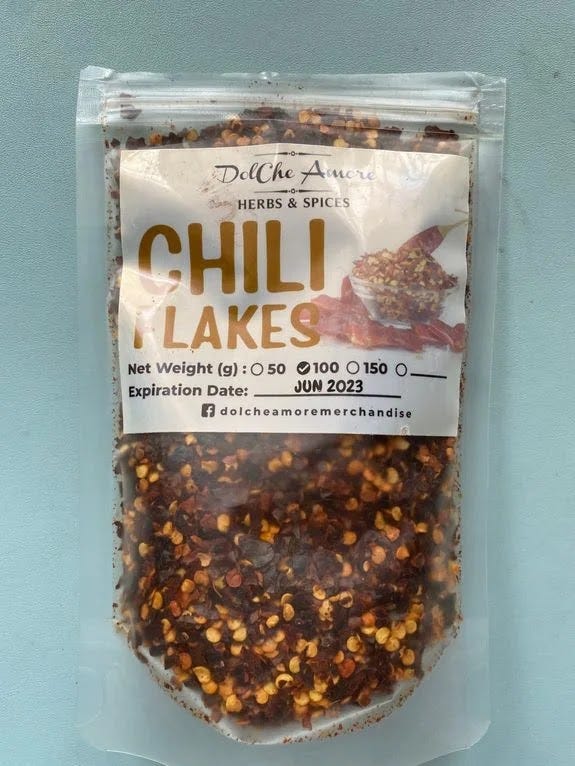 DolChe Amore
HERBS & SPICES
CHILI
FLAKES
Net Weight (g) : 50 100 150
Expiration Date: JUN 2023
dolcheamoremerchandise